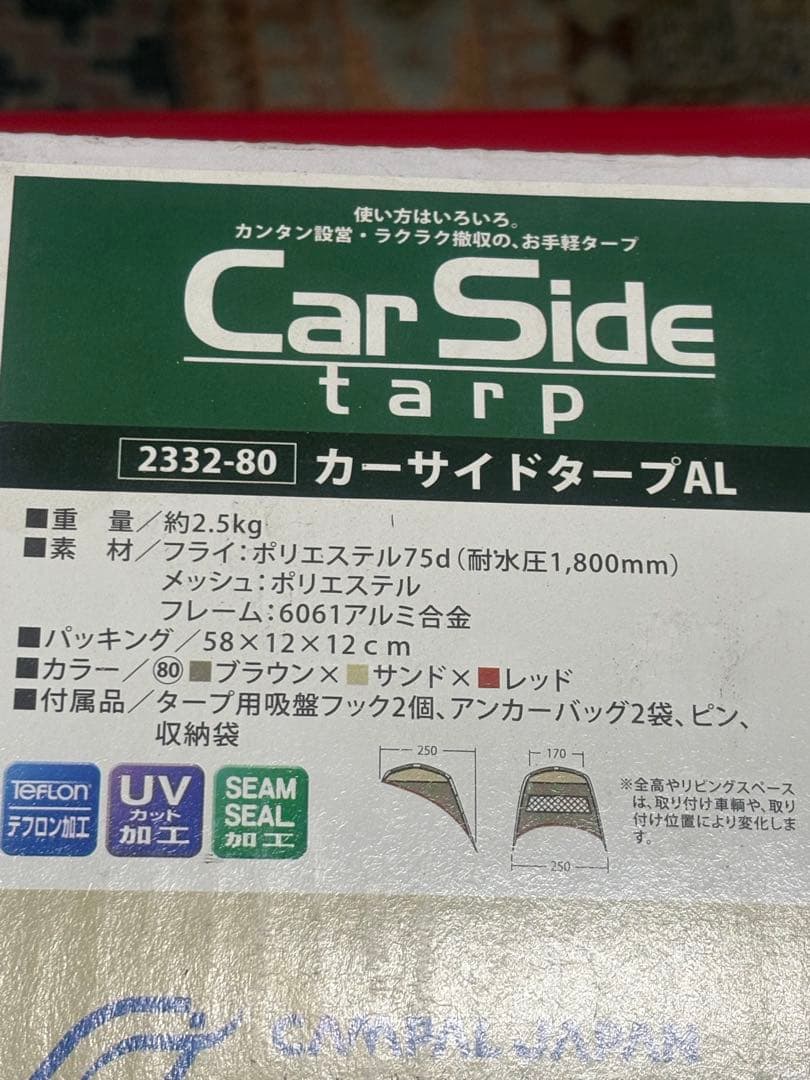 使い方はいろいろ。
カンタン設営・ラクラク撤収の、お手軽タープ
Car Side
tarp
2332-80 カーサイドタープAL
■重 量／約2.5kg
■素 材／フライ：ポリエステル75d（耐水圧1,800mm）
メッシュ：ポリエステル
フレーム：6061アルミ合金
■パッキング／58×12×12cm
■カラー／80 ■ブラウン×■サンド×■レッド
■付属品／タープ用吸盤フック2個、アンカーバッグ2袋、ピン、
収納袋
250
170
250
※全高やリビングスペース
は、取り付け車輌や、取り
付け位置により変化しま
す。
TEFLON
テフロン加工
UV
カット
加工
SEAM
SEAL
加工
CAMPAL JAPAN